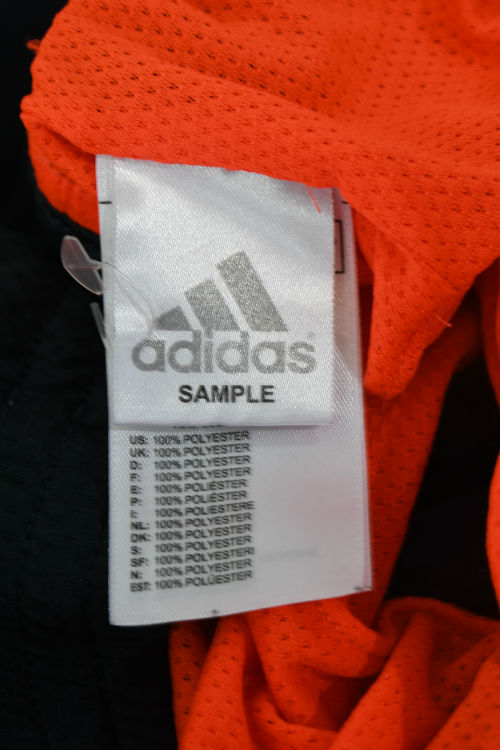 adidas®
SAMPLE
US: 100% POLYESTER
UK: 100% POLYESTER
D: 100% POLYESTER
F: 100% POLYESTER
E: 100% POLIÉSTER
P: 100% POLIÉSTER
I: 100% POLIESTERE
NL: 100% POLYESTER
DK: 100% POLYESTER
S: 100% POLYESTER
SF: 100% POLYESTERI
N: 100% POLYESTER
EST: 100% POLÜESTER